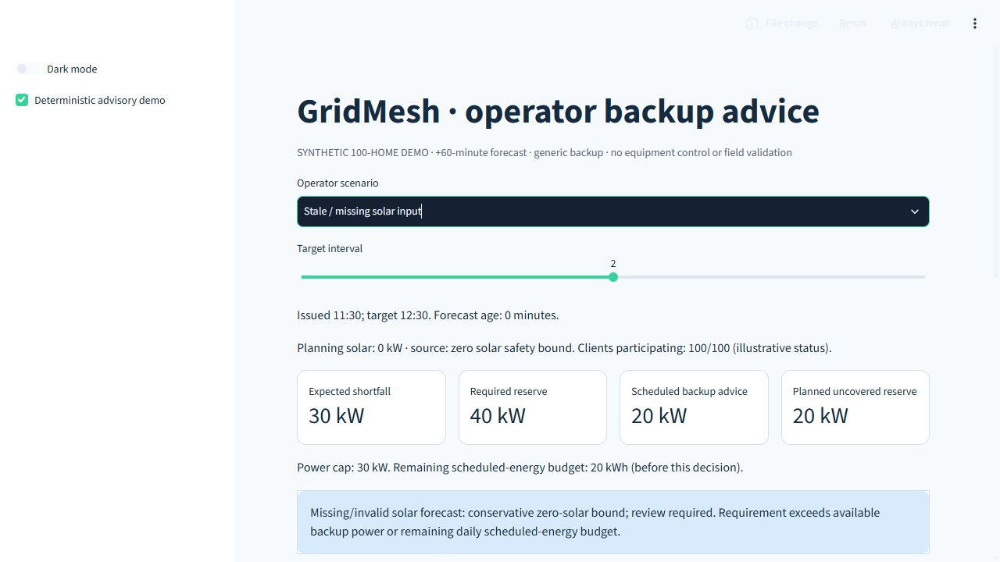 File change.
Rerun
Always rerun
Dark mode
Deterministic advisory demo
GridMesh · operator backup advice
SYNTHETIC 100-HOME DEMO · +60-minute forecast · generic backup · no equipment control or field validation
Operator scenario
Stale / missing solar input
Target interval
2
Issued 11:30; target 12:30. Forecast age: 0 minutes.
Planning solar: 0 kW · source: zero solar safety bound. Clients participating: 100/100 (illustrative status).
Expected shortfall
30 kW
Required reserve
40 kW
Scheduled backup advice
20 kW
Planned uncovered reserve
20 kW
Power cap: 30 kW. Remaining scheduled-energy budget: 20 kWh (before this decision).
Missing/invalid solar forecast: conservative zero-solar bound; review required. Requirement exceeds available
backup power or remaining daily scheduled-energy budget.